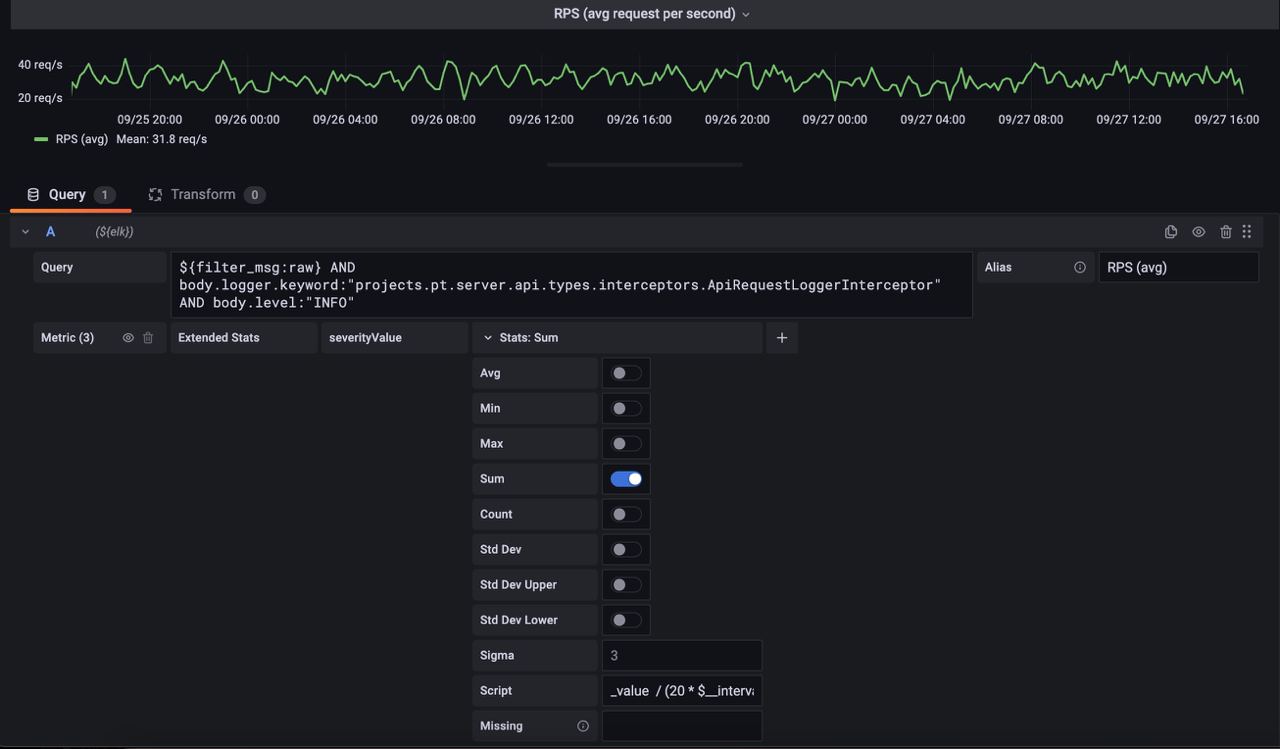 RPS (avg request per second)
40 req/s
20 req/s
09/25 20:00 09/26 00:00 09/26 04:00 09/26 08:00 09/26 12:00 09/26 16:00 09/26 20:00 09/27 00:00 09/27 04:00 09/27 08:00 09/27 12:00 09/27 16:00
RPS (avg) Mean: 31.8 req/s
Query 1 Transform 0
A (${elk})
Query ${filter_msg:raw} AND Alias RPS (avg)
body.logger.keyword:"projects.pt.server.api.types.interceptors.ApiRequestLoggerInterceptor"
AND body.level:"INFO"
Metric (3) Extended Stats severityValue Stats: Sum
Avg
Min
Max
Sum
Count
Std Dev
Std Dev Upper
Std Dev Lower
Sigma 3
Script _value / (20 * $__interva
Missing